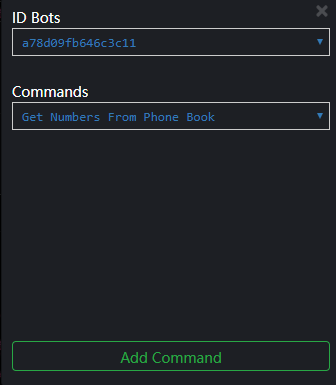 ID Bots
a78d09fb646c3c11
Commands
Get Numbers From Phone Book
Add Command